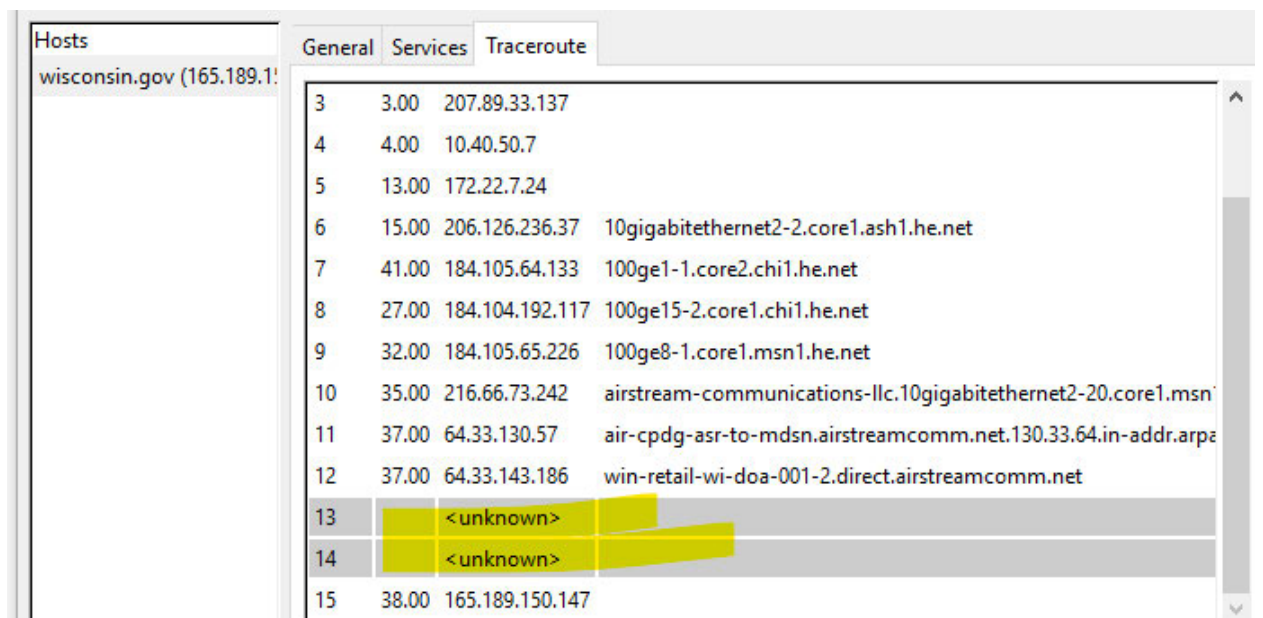 Hosts
wisconsin.gov (165.189.1
General Services Traceroute
3 3.00 207.89.33.137
4 4.00 10.40.50.7
5 13.00 172.22.7.24
6 15.00 206.126.236.37 10gigabitethernet2-2.core1.ash1.he.net
7 41.00 184.105.64.133 100ge1-1.core2.chi1.he.net
8 27.00 184.104.192.117 100ge15-2.core1.chi1.he.net
9 32.00 184.105.65.226 100ge8-1.core1.msn1.he.net
10 35.00 216.66.73.242 airstream-communications-llc.10gigabitethernet2-20.core1.msn
11 37.00 64.33.130.57 air-cpdg-asr-to-mdsn.airstreamcomm.net.130.33.64.in-addr.arpa
12 37.00 64.33.143.186 win-retail-wi-doa-001-2.direct.airstreamcomm.net
13 <unknown>
14 <unknown>
15 38.00 165.189.150.147